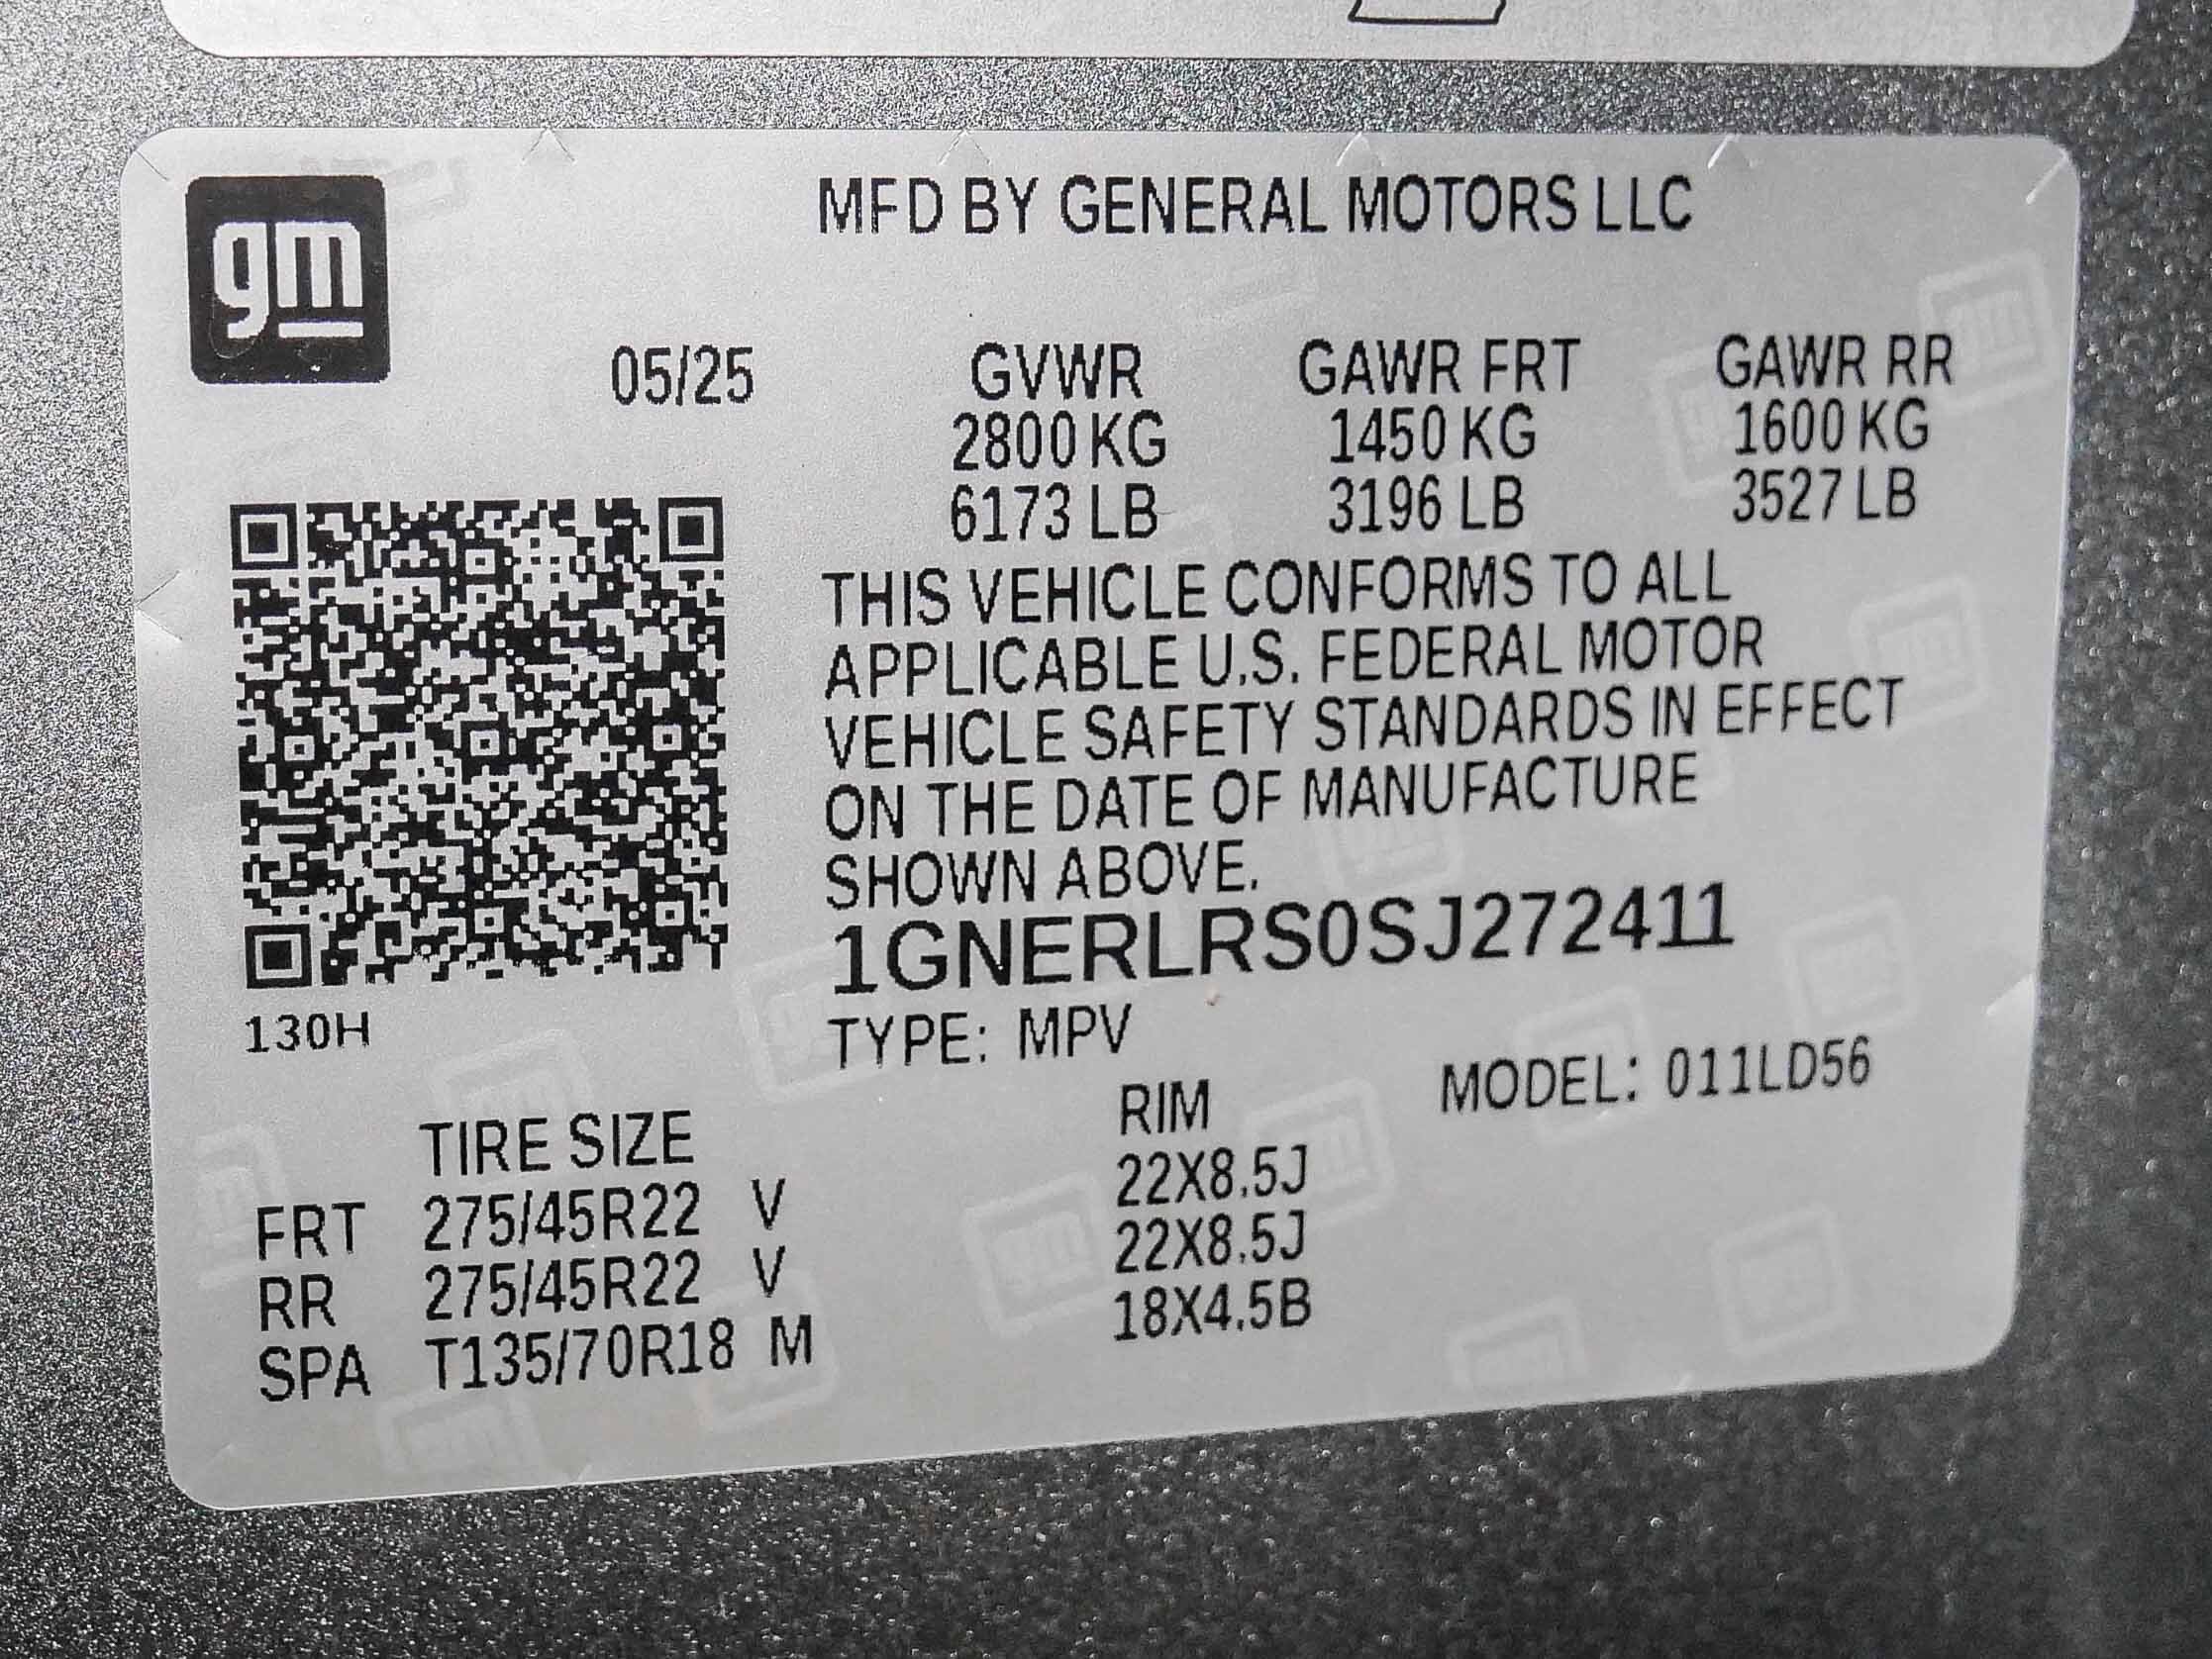 gm
MFD BY GENERAL MOTORS LLC
05/25 GVWR GAWR FRT GAWR RR
2800 KG 1450 KG 1600 KG
6173 LB 3196 LB 3527 LB
THIS VEHICLE CONFORMS TO ALL
APPLICABLE U.S. FEDERAL MOTOR
VEHICLE SAFETY STANDARDS IN EFFECT
ON THE DATE OF MANUFACTURE
SHOWN ABOVE.
1GNERLRS0SJ272411
130H
TYPE: MPV MODEL: 011LD56
TIRE SIZE RIM
FRT 275/45R22 V 22X8.5J
RR 275/45R22 V 22X8.5J
SPA T135/70R18 M 18X4.5B